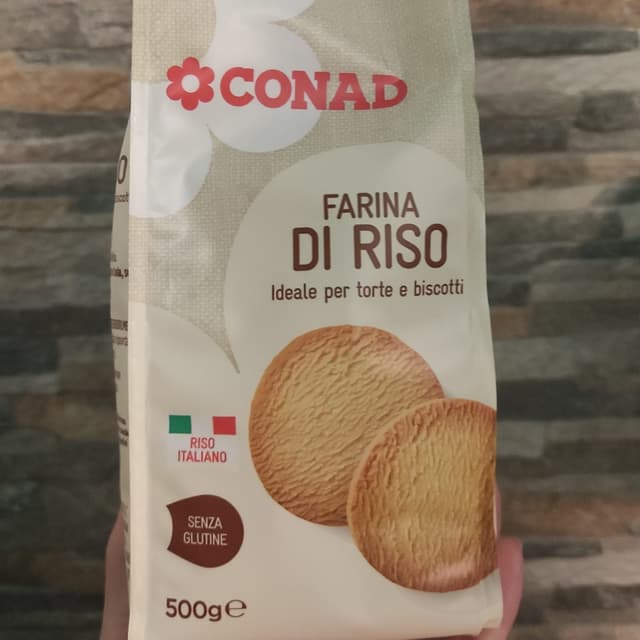 CONAD
FARINA
DI RISO
Ideale per torte e biscotti
RISO
ITALIANO
SENZA
GLUTINE
500g℮